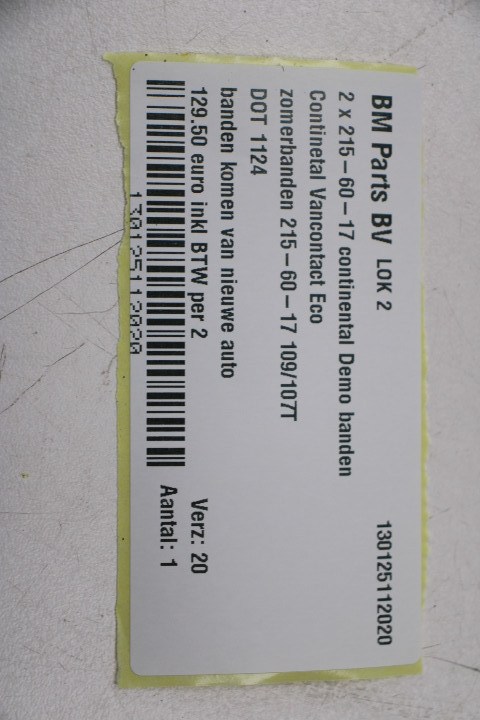 BM Parts BV LOK 2 130125112020
2 x 215-60-17 continental Demo banden
Continetal Vancontact Eco
zomerbanden 215-60-17 109/107T
DOT 1124
banden komen van nieuwe auto
129.50 euro inkl BTW per 2 Verz: 20
Aantal: 1
130125112020